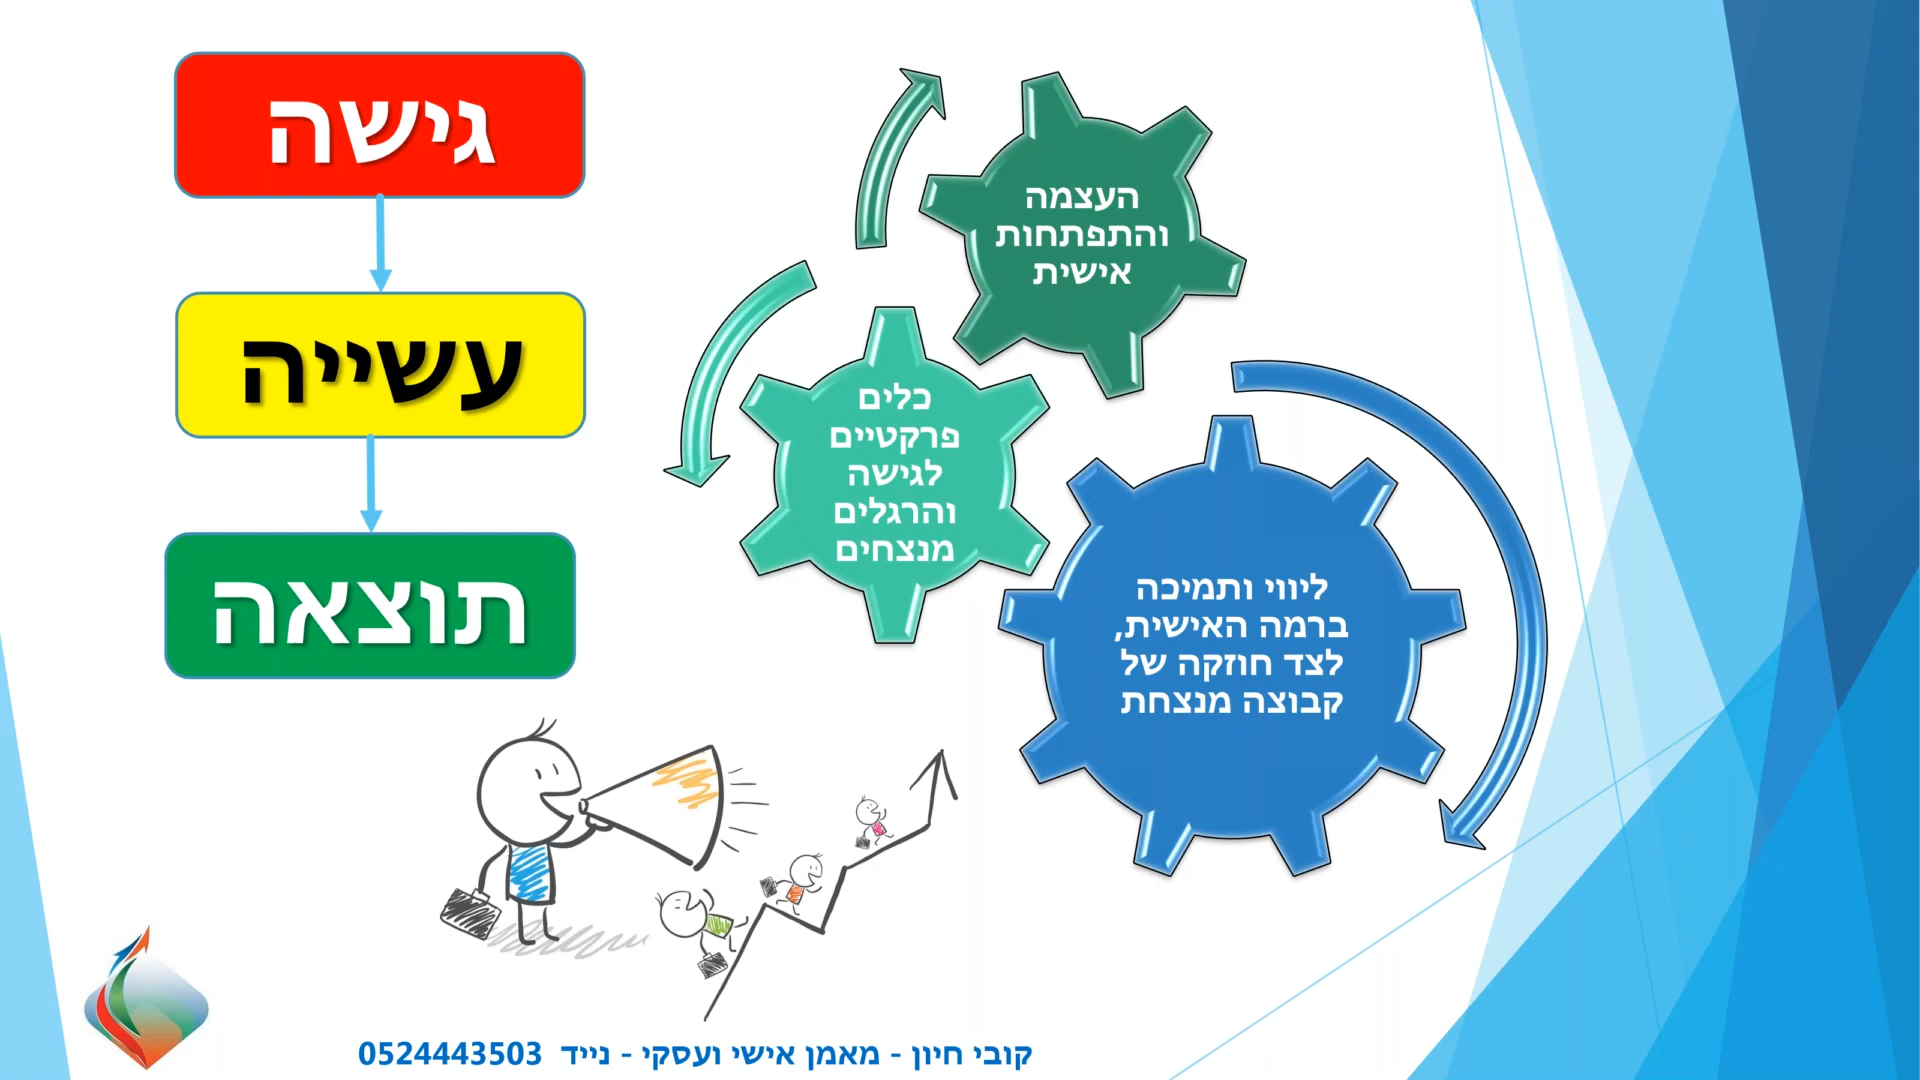 גישה
עשייה
תוצאה
העצמה
והתפתחות
אישית
כלים
פרקטיים
לגישה
והרגלים
מנצחים
ליווי ותמיכה
ברמה האישית,
לצד חוזקה של
קבוצה מנצחת
קובי חיון - מאמן אישי ועסקי - נייד 0524443503